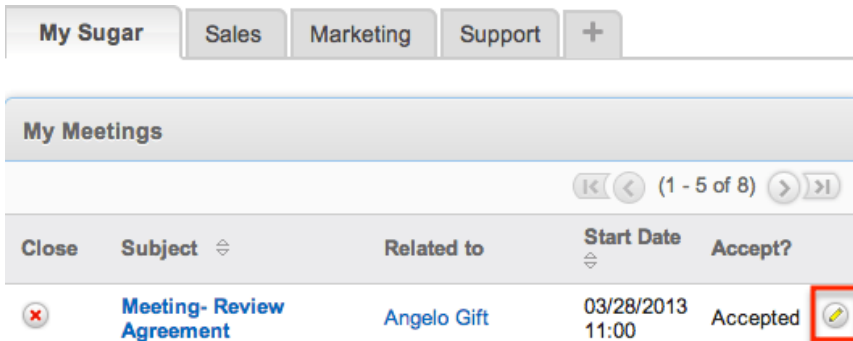 My Sugar Sales Marketing Support +
My Meetings
(1 - 5 of 8)
Close Subject Related to Start Date Accept?
Meeting- Review Agreement Angelo Gift 03/28/2013 11:00 Accepted